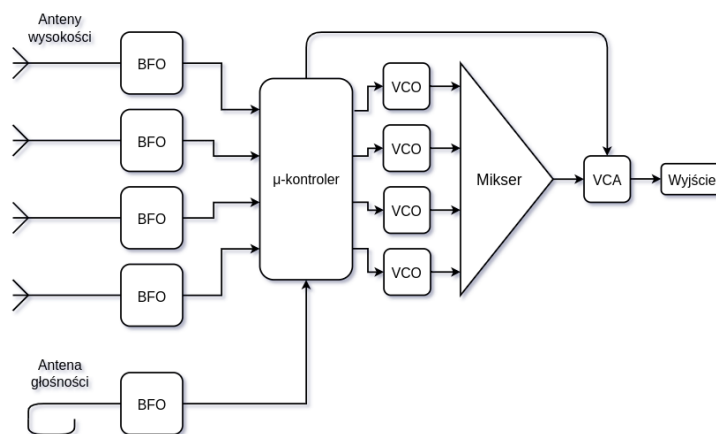 Anteny
wysokości
BFO
BFO
BFO
BFO
µ-kontroler
VCO
VCO
VCO
VCO
Mikser
VCA
Wyjście
Antena
głośności
BFO